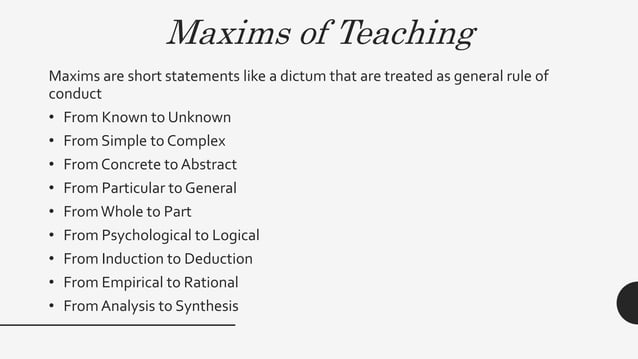 Maxims of Teaching
Maxims are short statements like a dictum that are treated as general rule of
conduct
• From Known to Unknown
• From Simple to Complex
• From Concrete to Abstract
• From Particular to General
• From Whole to Part
• From Psychological to Logical
• From Induction to Deduction
• From Empirical to Rational
• From Analysis to Synthesis